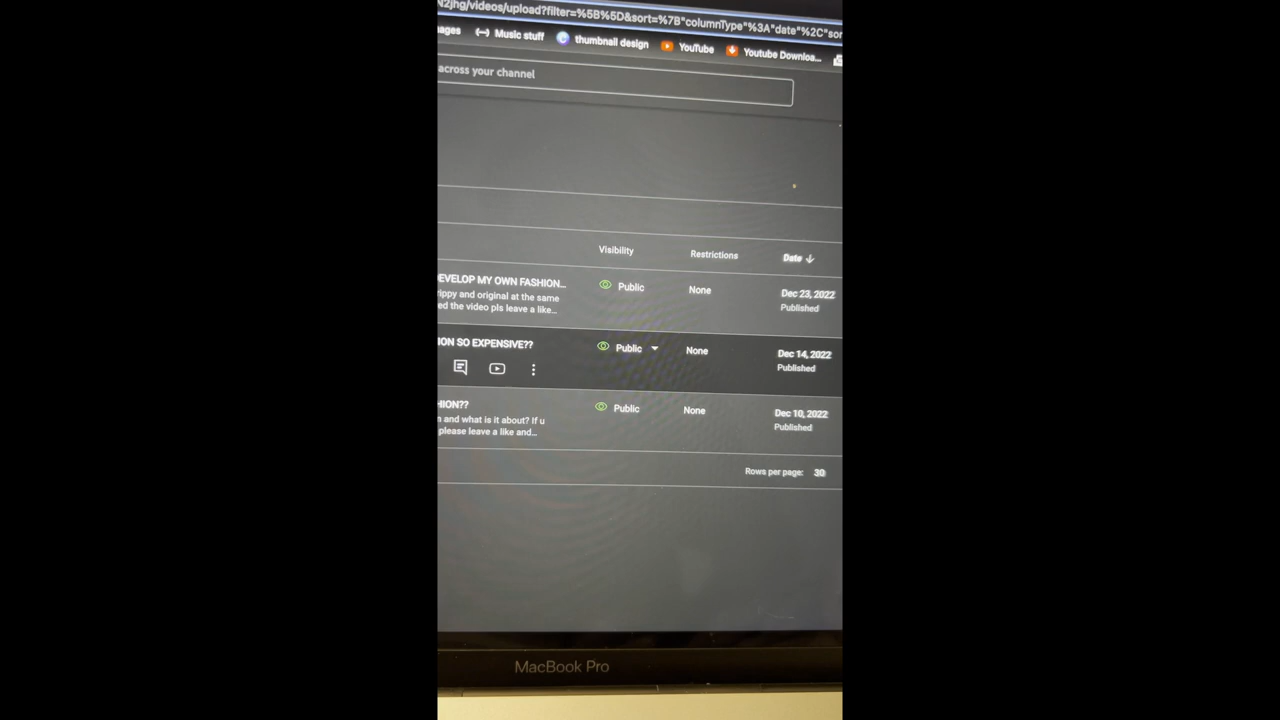 N2jhg/videos/upload?filter=%5B%5D&sort=%7B"columnType"%3A"date"%2C"sor
ages Music stuff thumbnail design YouTube Youtube Downloa...
across your channel
Visibility Restrictions Date
EVELOP MY OWN FASHION... Public None Dec 23, 2022
rippy and original at the same Published
ed the video pls leave a like...
ION SO EXPENSIVE?? Public None Dec 14, 2022
Published
HION?? Public None Dec 10, 2022
n and what is it about? If u Published
please leave a like and...
Rows per page: 30
MacBook Pro